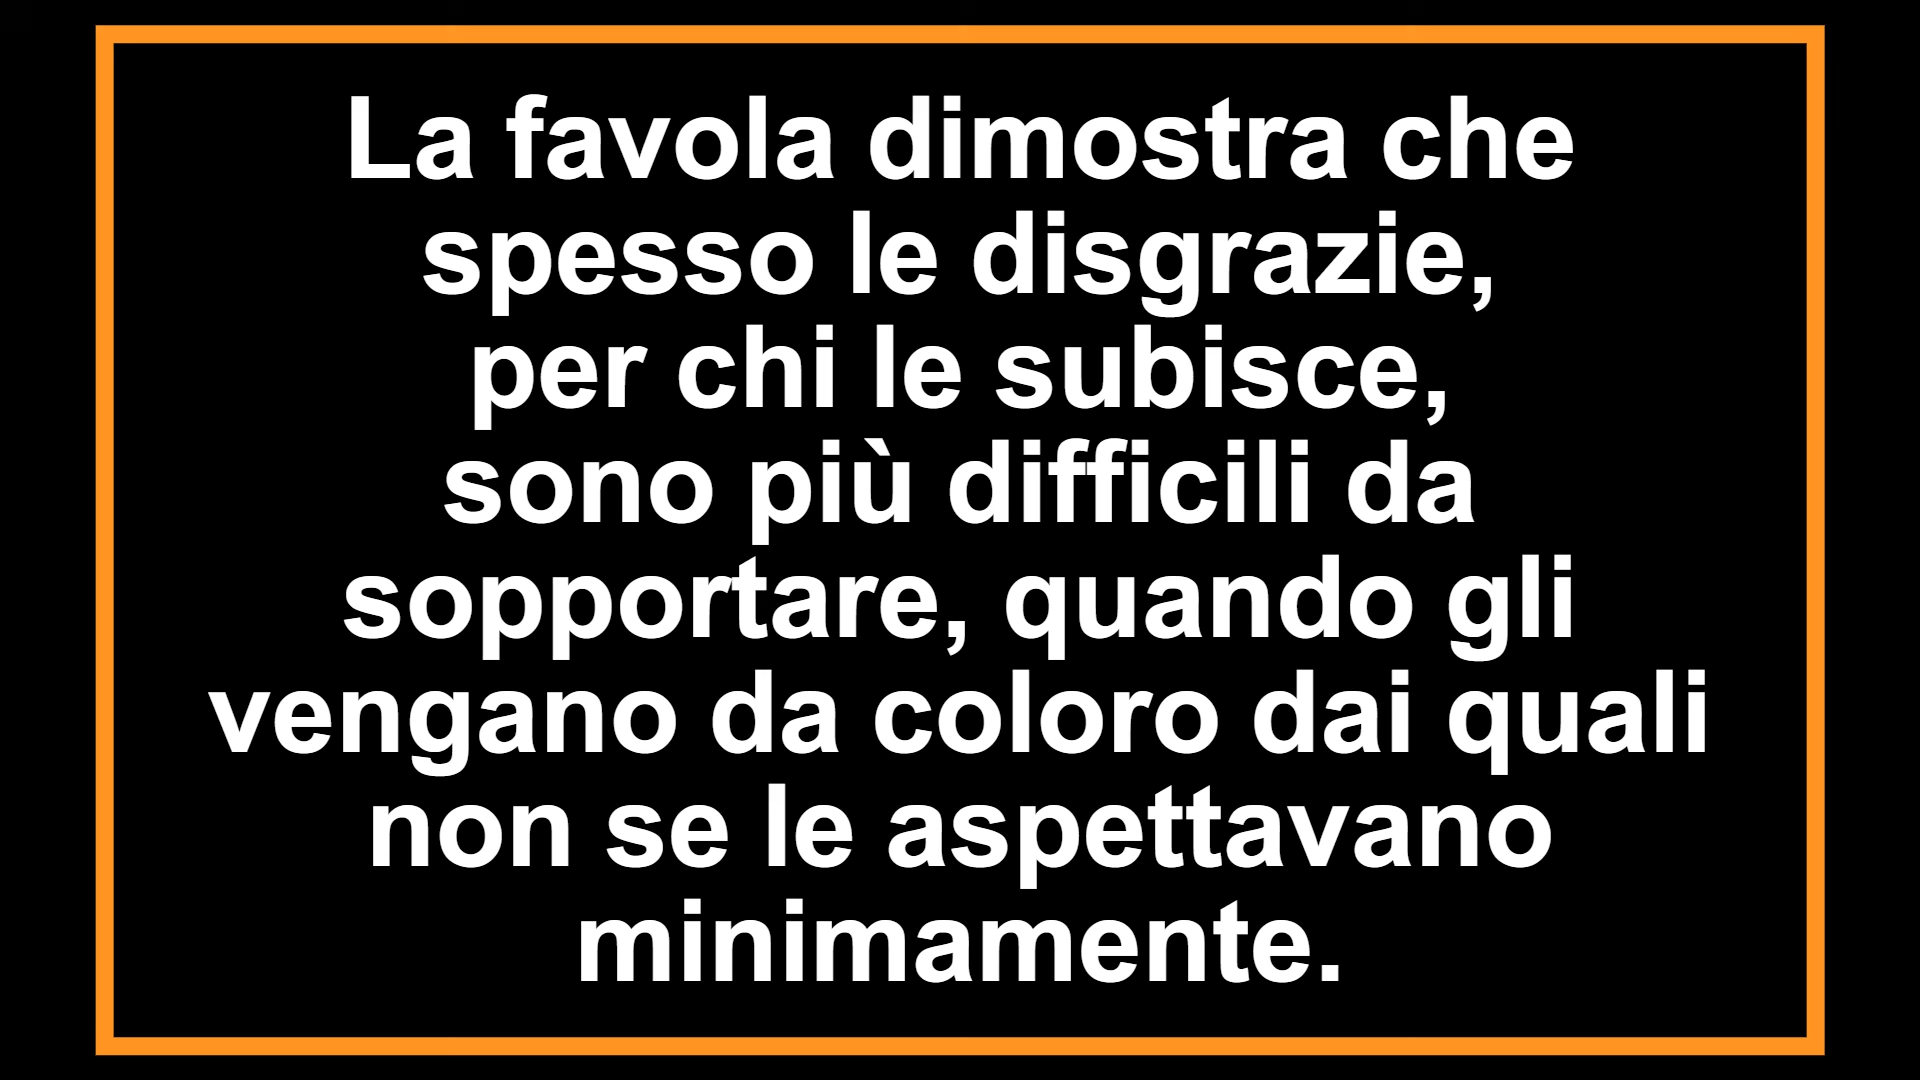 La favola dimostra che
spesso le disgrazie,
per chi le subisce,
sono più difficili da
sopportare, quando gli
vengano da coloro dai quali
non se le aspettavano
minimamente.